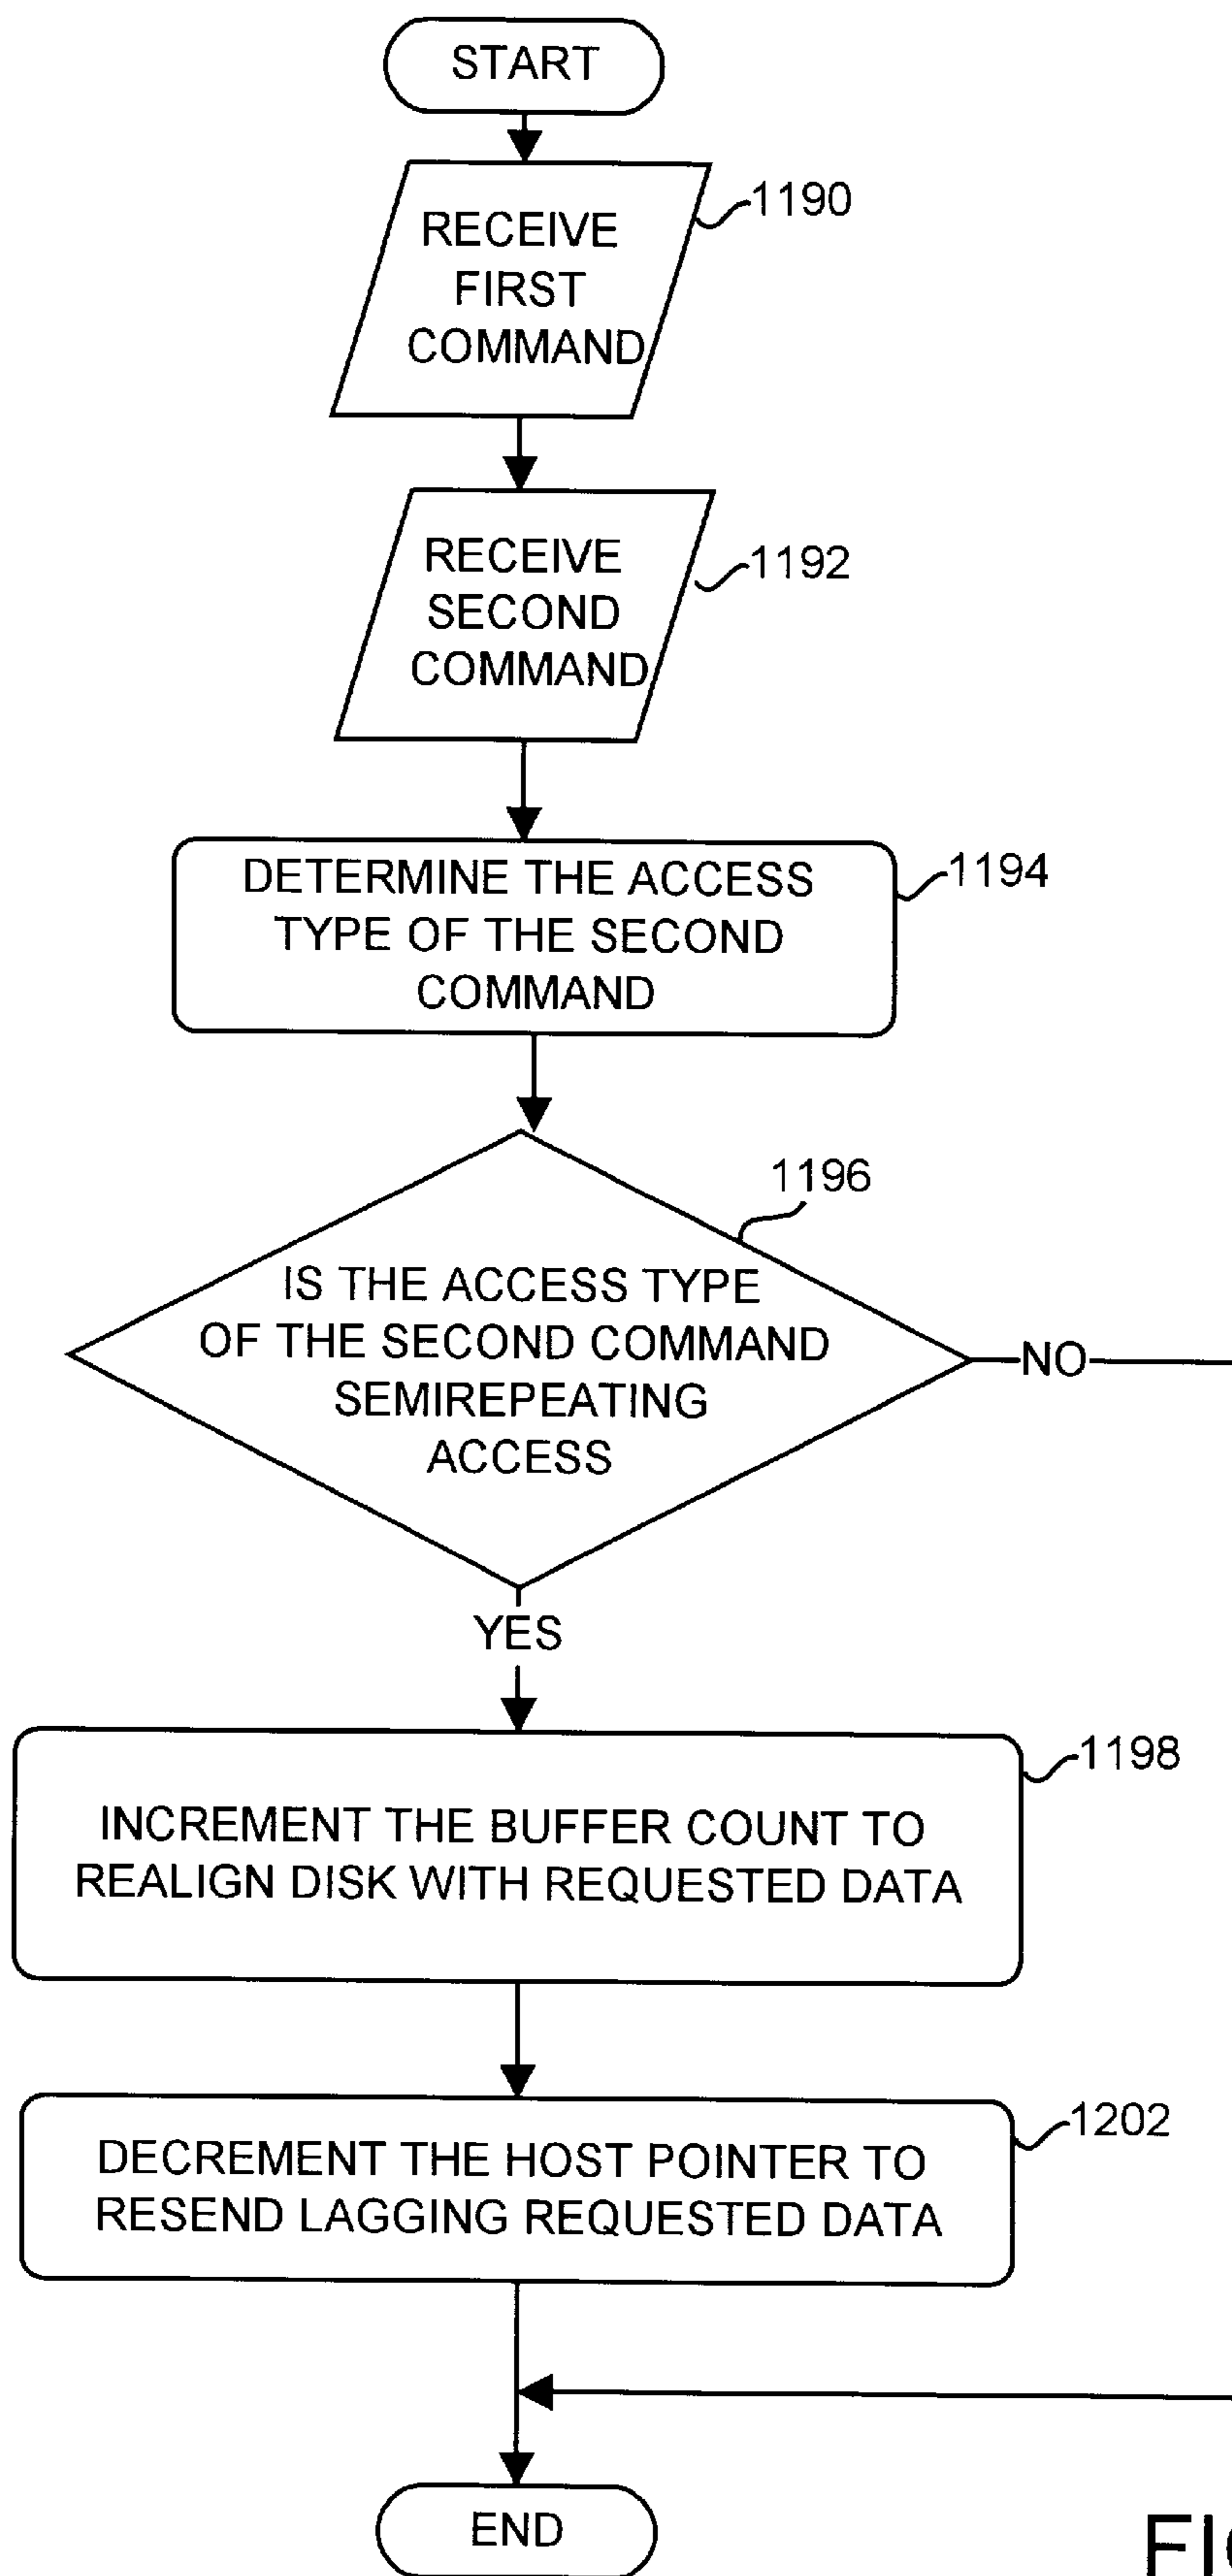 START
RECEIVE
FIRST
COMMAND
1190
RECEIVE
SECOND
COMMAND
1192
DETERMINE THE ACCESS
TYPE OF THE SECOND
COMMAND
1194
1196
IS THE ACCESS TYPE
OF THE SECOND COMMAND
SEMIREPEATING
ACCESS
NO
YES
1198
INCREMENT THE BUFFER COUNT TO
REALIGN DISK WITH REQUESTED DATA
1202
DECREMENT THE HOST POINTER TO
RESEND LAGGING REQUESTED DATA
END